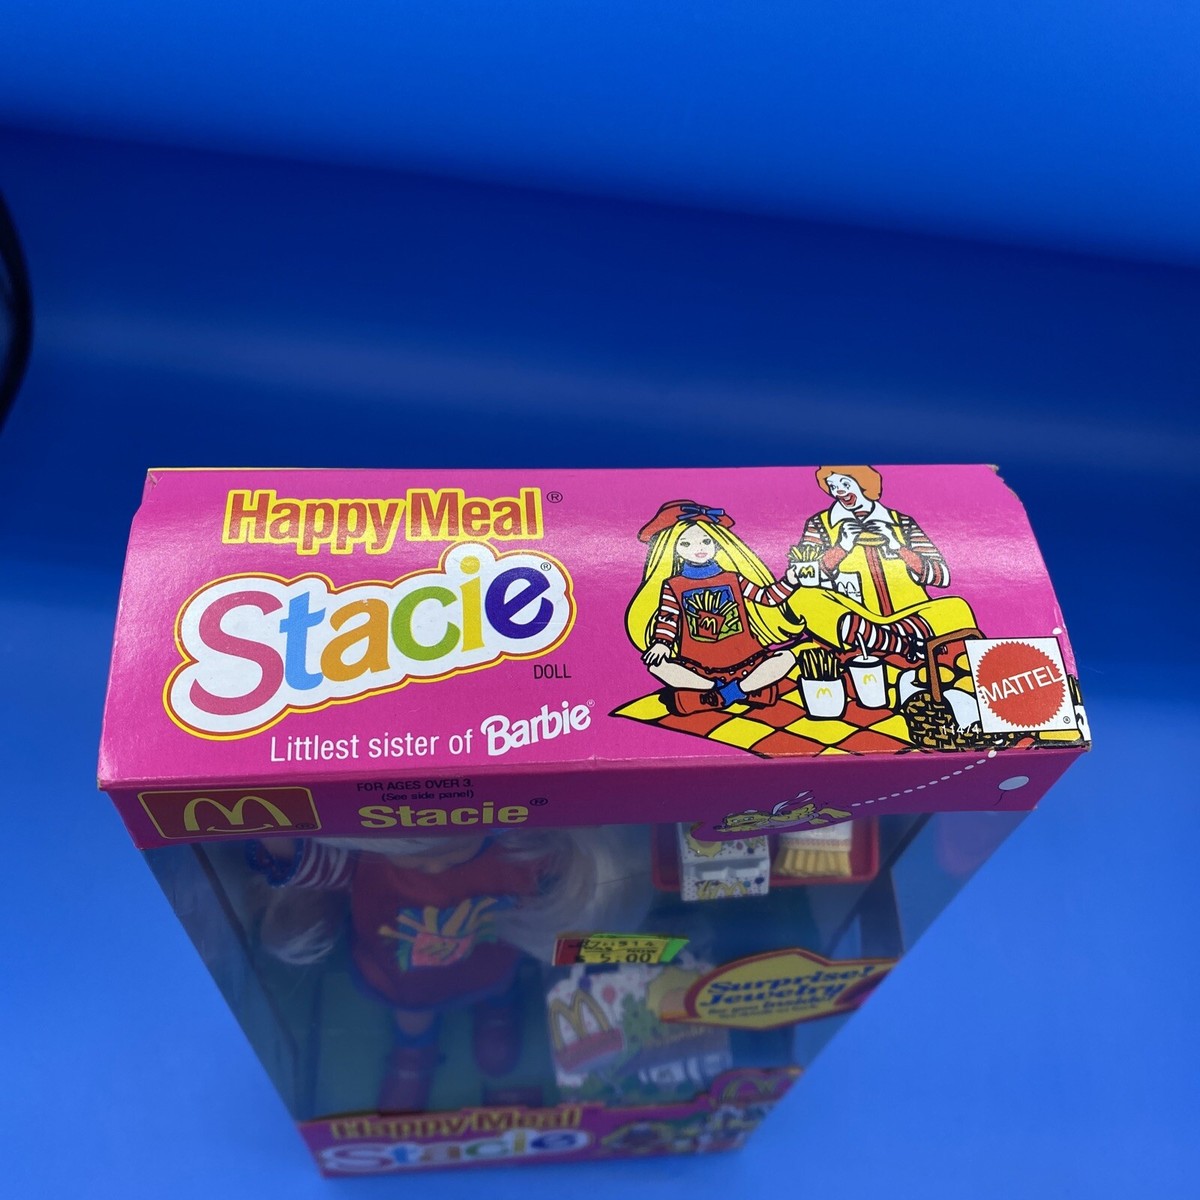 Happy Meal®
Stacie®
DOLL
Littlest sister of Barbie®
MATTEL
®
FOR AGES OVER 3.
(See side panel)
Stacie®
5.00
Surprise!
Jewelry
Inside!
Happy Meal
Stacie